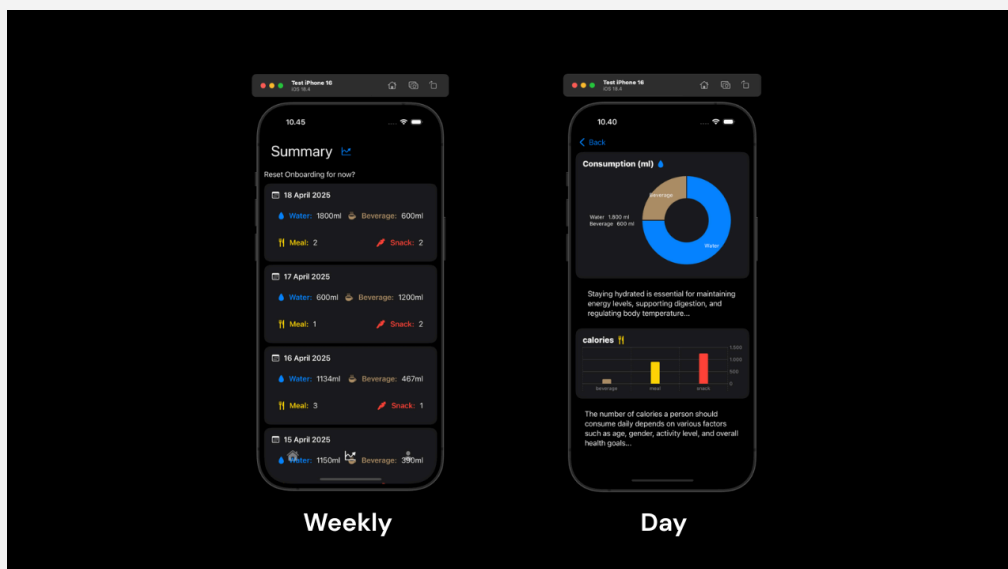 Test iPhone 16
iOS 18.4
10.45
Summary
Reset Onboarding for now?
18 April 2025
Water: 1800ml Beverage: 600ml
Meal: 2 Snack: 2
17 April 2025
Water: 600ml Beverage: 1200ml
Meal: 1 Snack: 2
16 April 2025
Water: 1134ml Beverage: 467ml
Meal: 3 Snack: 1
15 April 2025
Water: 1150ml Beverage: 390ml
Weekly
Test iPhone 16
iOS 18.4
10.40
Back
Consumption (ml)
Beverage
Water 1.800 ml
Beverage 600 ml
Water
Staying hydrated is essential for maintaining
energy levels, supporting digestion, and
regulating body temperature...
calories
1.500
1.000
500
0
beverage meal snack
The number of calories a person should
consume daily depends on various factors
such as age, gender, activity level, and overall
health goals...
Day